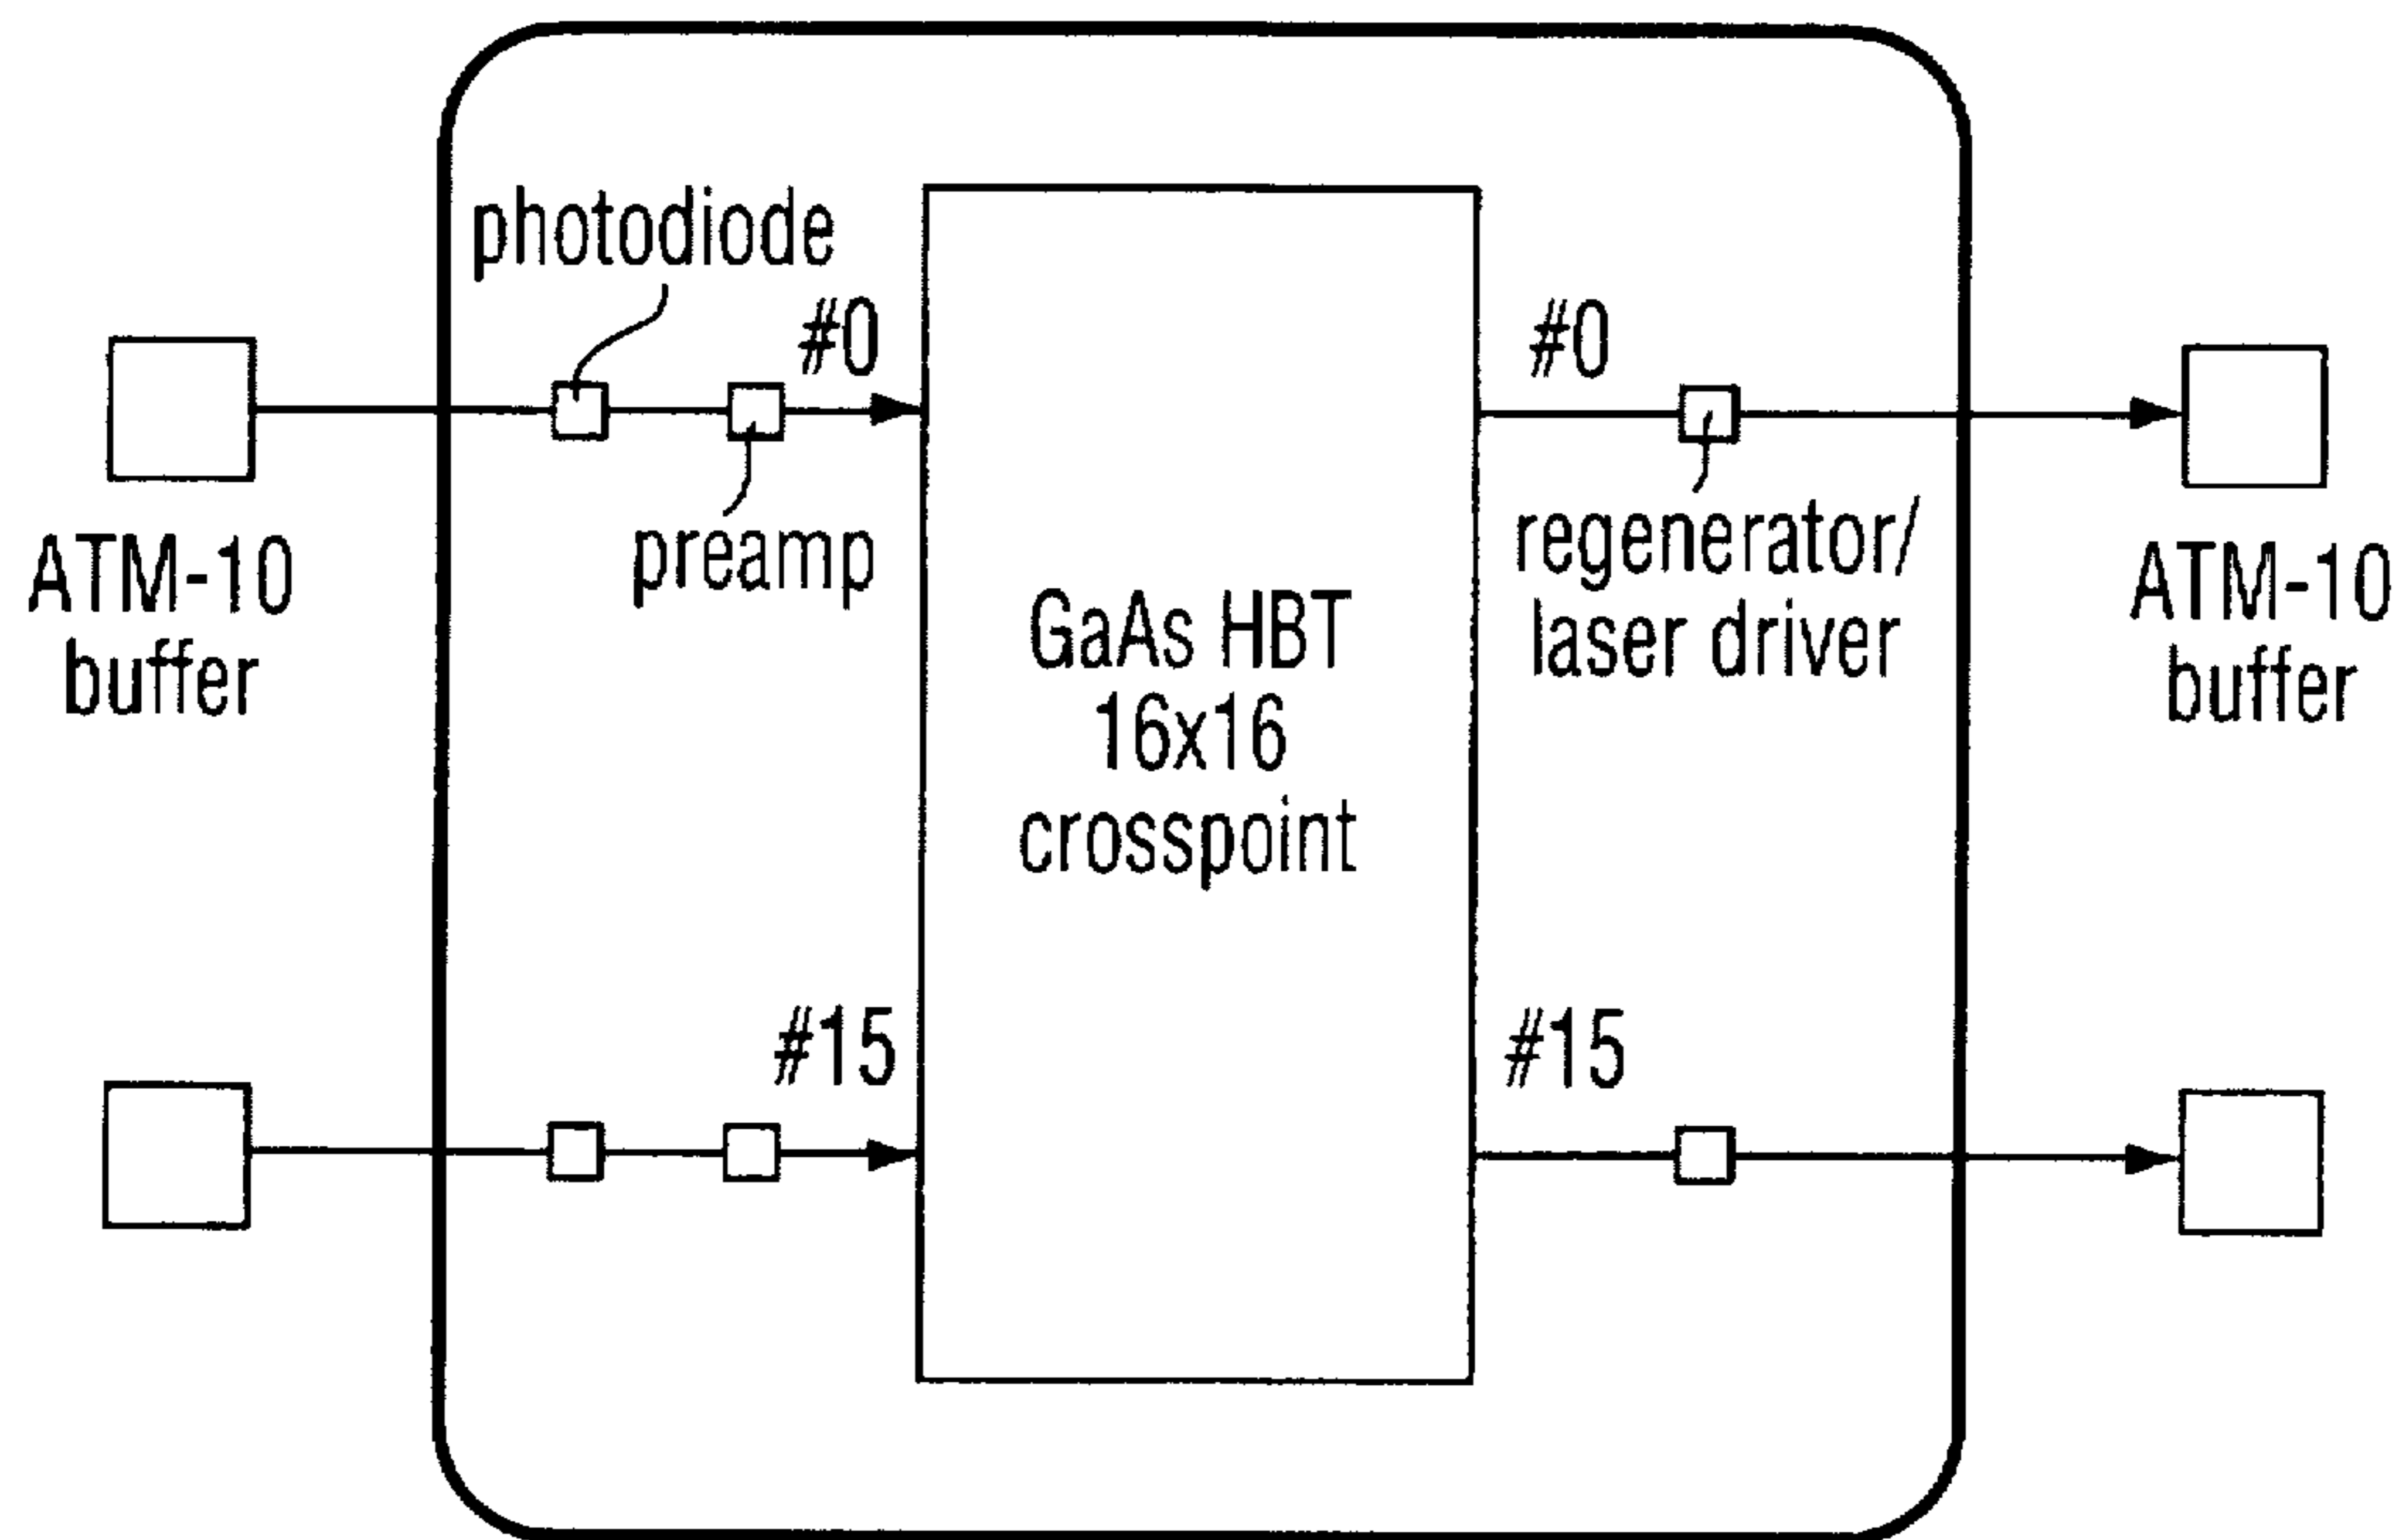 photodiode
#0
#0
preamp
regenerator/
laser driver
ATM-10
buffer
GaAs HBT
16x16
crosspoint
ATM-10
buffer
#15
#15